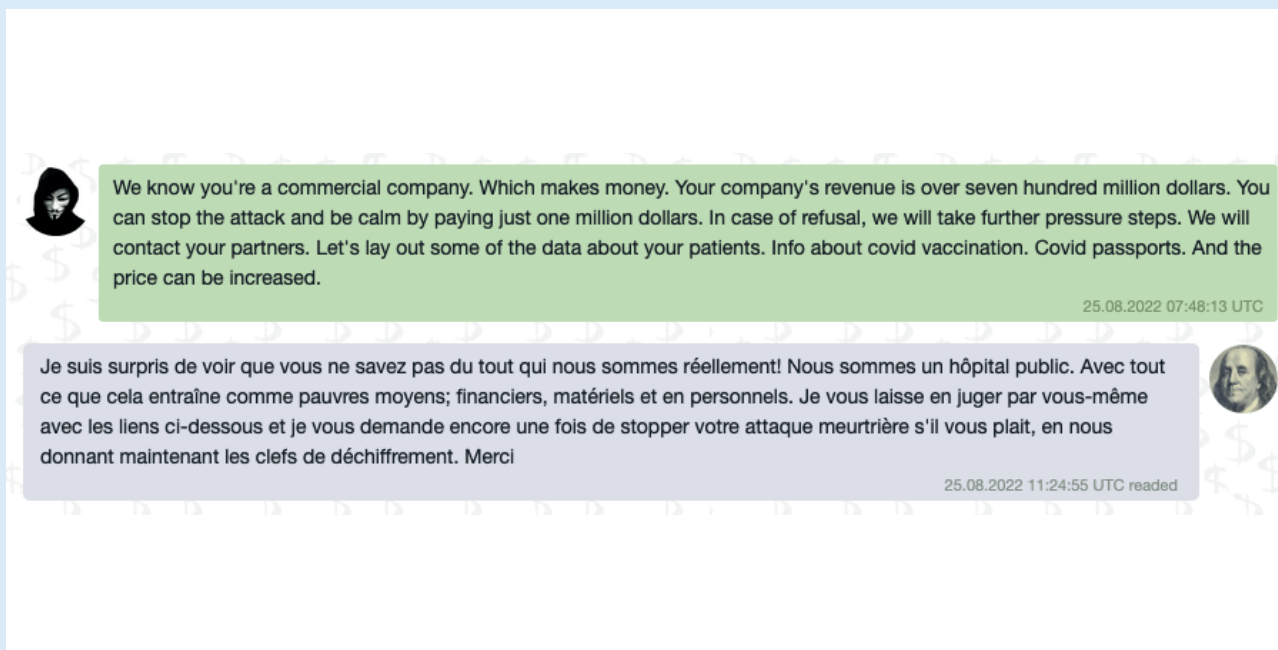 We know you're a commercial company. Which makes money. Your company's revenue is over seven hundred million dollars. You
can stop the attack and be calm by paying just one million dollars. In case of refusal, we will take further pressure steps. We will
contact your partners. Let's lay out some of the data about your patients. Info about covid vaccination. Covid passports. And the
price can be increased.
25.08.2022 07:48:13 UTC
Je suis surpris de voir que vous ne savez pas du tout qui nous sommes réellement! Nous sommes un hôpital public. Avec tout
ce que cela entraîne comme pauvres moyens; financiers, matériels et en personnels. Je vous laisse en juger par vous-même
avec les liens ci-dessous et je vous demande encore une fois de stopper votre attaque meurtrière s'il vous plait, en nous
donnant maintenant les clefs de déchiffrement. Merci
25.08.2022 11:24:55 UTC readed